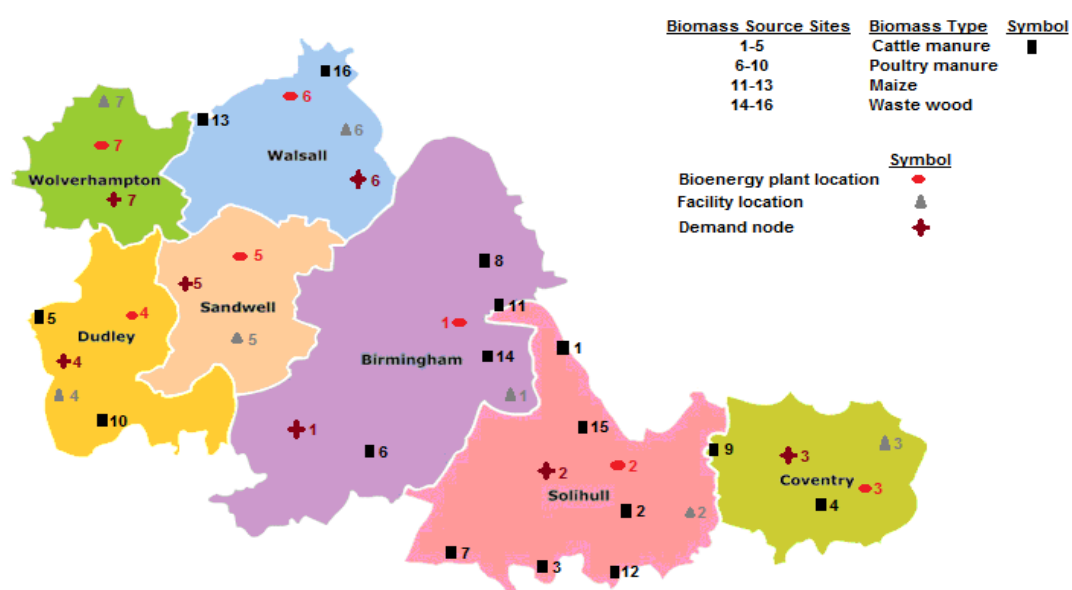 Biomass Source Sites Biomass Type Symbol
1-5 Cattle manure
6-10 Poultry manure
11-13 Maize
14-16 Waste wood
Symbol
Bioenergy plant location
Facility location
Demand node
16
6
7
13
6
7
Walsall
Wolverhampton
6
7
5
8
5
11
Sandwell
4
5
1
Dudley
5
1
14
Birmingham
4
4
1
10
15
1
3
9
3
6
2
2
Coventry
3
Solihull
4
2
2
7
3
12